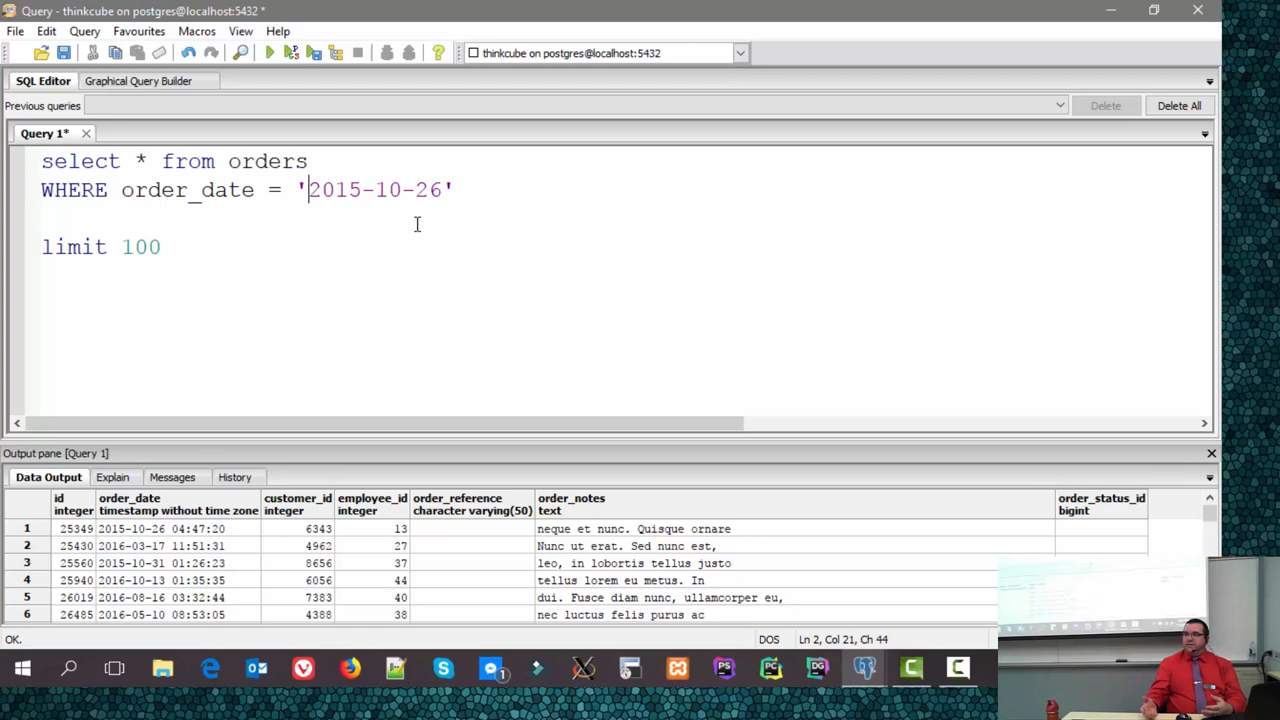 Query - thinkcube on postgres@localhost:5432 *
File Edit Query Favourites Macros View Help
thinkcube on postgres@localhost:5432
SQL Editor Graphical Query Builder
Previous queries Delete Delete All
Query 1*
select * from orders
WHERE order_date = '2015-10-26'
limit 100
Output pane [Query 1]
Data Output Explain Messages History
id order_date customer_id employee_id order_reference order_notes order_status_id
integer timestamp without time zone integer integer character varying(50) text bigint
1 25349 2015-10-26 04:47:20 6343 13 neque et nunc. Quisque ornare
2 25430 2016-03-17 11:51:31 4962 27 Nunc ut erat. Sed nunc est,
3 25560 2015-10-31 01:26:23 8656 37 leo, in lobortis tellus justo
4 25940 2016-10-13 01:35:35 6056 44 tellus lorem eu metus. In
5 26019 2016-08-16 03:32:44 7383 40 dui. Fusce diam nunc, ullamcorper eu,
6 26485 2016-05-10 08:53:05 4388 38 nec luctus felis purus ac
OK. DOS Ln 2, Col 21, Ch 44
1 PS PC DG